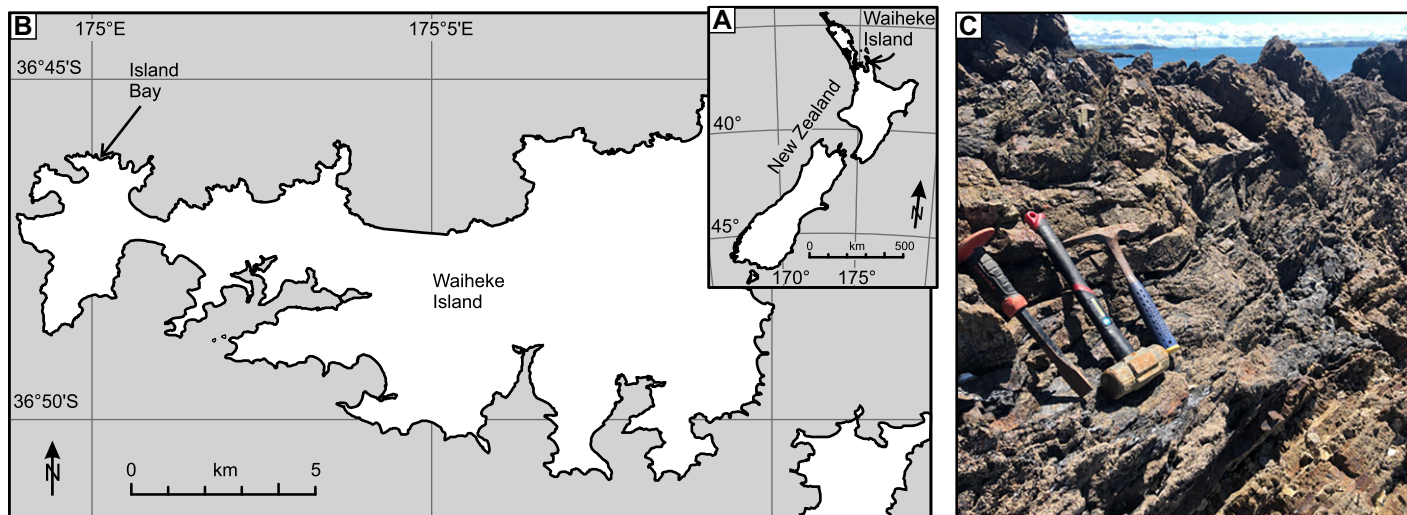 B
175°E
175°5'E
36°45'S
Island
Bay
Waiheke
Island
36°50'S
N
0 km 5
A
Waiheke
Island
New Zealand
40°
45°
N
0 km 500
170° 175°
C